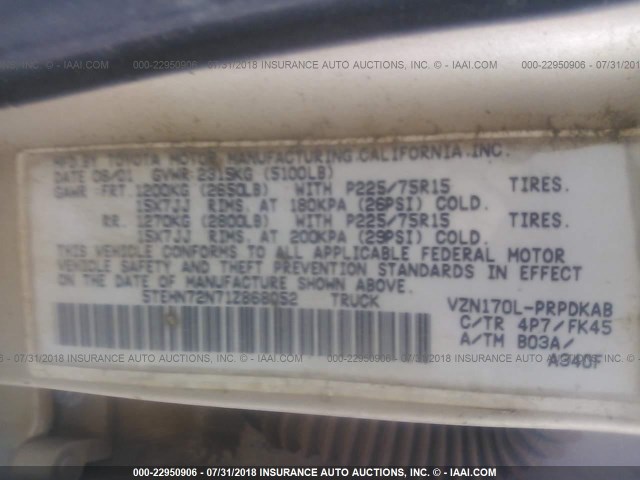 000-22950906 - 07/31/2018 INSURANCE AUTO AUCTIONS, INC. © - WWW.IAAI.COM
MFD BY TOYOTA MOTOR MANUFACTURING CALIFORNIA.INC.
DATE 08/01 GVWR 2315KG (5100LB)
GAWR: FRT 1200KG (2650LB) WITH P225/75R15 TIRES.
15X7JJ RIMS. AT 180KPA (26PSI) COLD.
RR. 1270KG (2800LB) WITH P225/75R15 TIRES.
15X7JJ RIMS. AT 200KPA (29PSI) COLD.
THIS VEHICLE CONFORMS TO ALL APPLICABLE FEDERAL MOTOR
VEHICLE SAFETY AND THEFT PREVENTION STANDARDS IN EFFECT
ON THE DATE OF MANUFACTURE SHOWN ABOVE.
5TEHN72N71Z868052 TRUCK
VZN170L-PRPDKAB
C/TR 4P7/FK45
A/TM B03A/
A340F
000-22950906 - 07/31/2018 INSURANCE AUTO AUCTIONS, INC. © - WWW.IAAI.COM